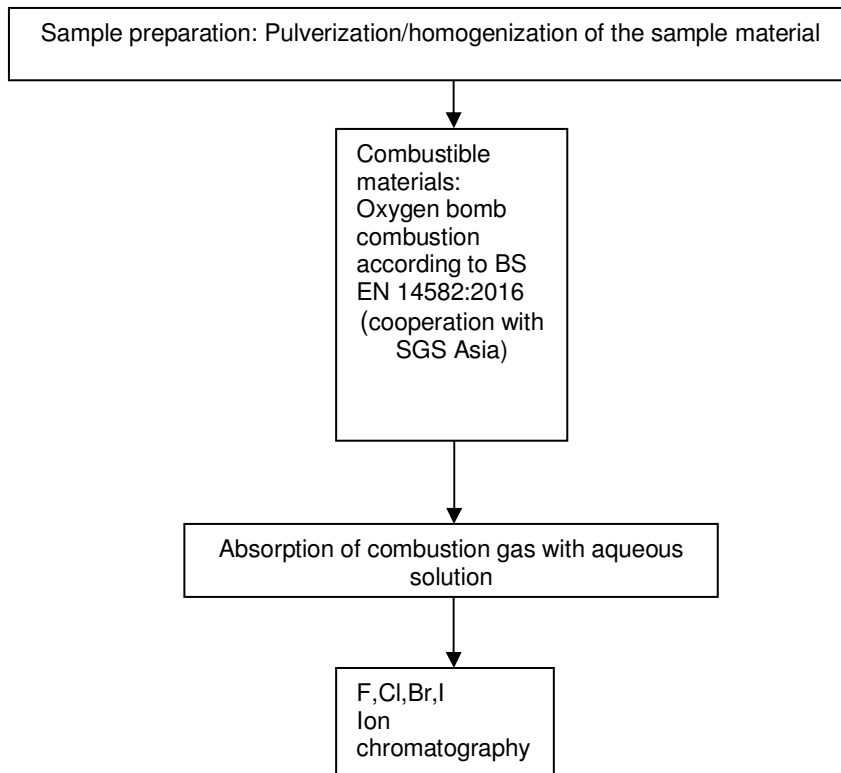 Sample preparation: Pulverization/homogenization of the sample material
Combustible
materials:
Oxygen bomb
combustion
according to BS
EN 14582:2016
(cooperation with
SGS Asia)
Absorption of combustion gas with aqueous
solution
F,Cl,Br,I
Ion
chromatography